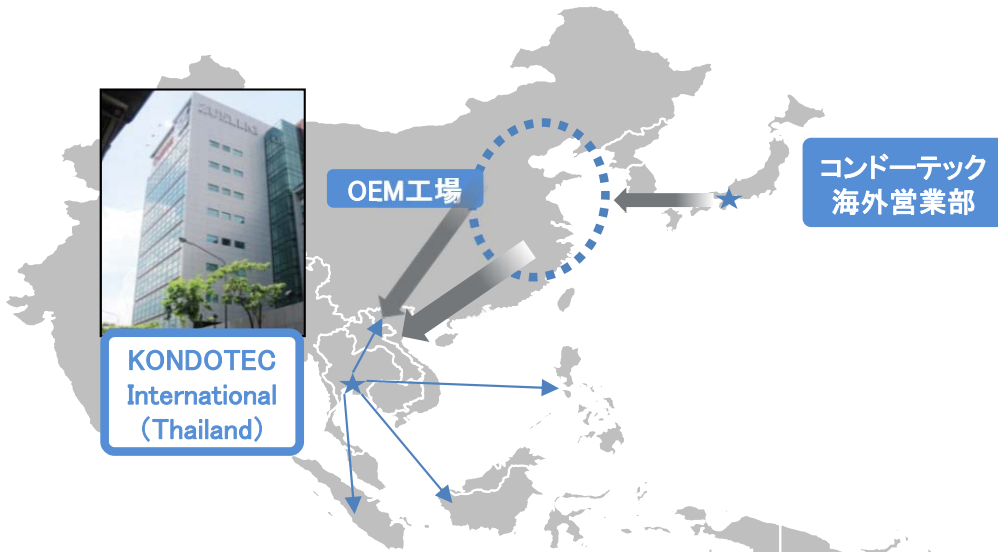 OEM工場
コンドーテック
海外営業部
ZUELLIG
KONDOTEC
International
（Thailand）